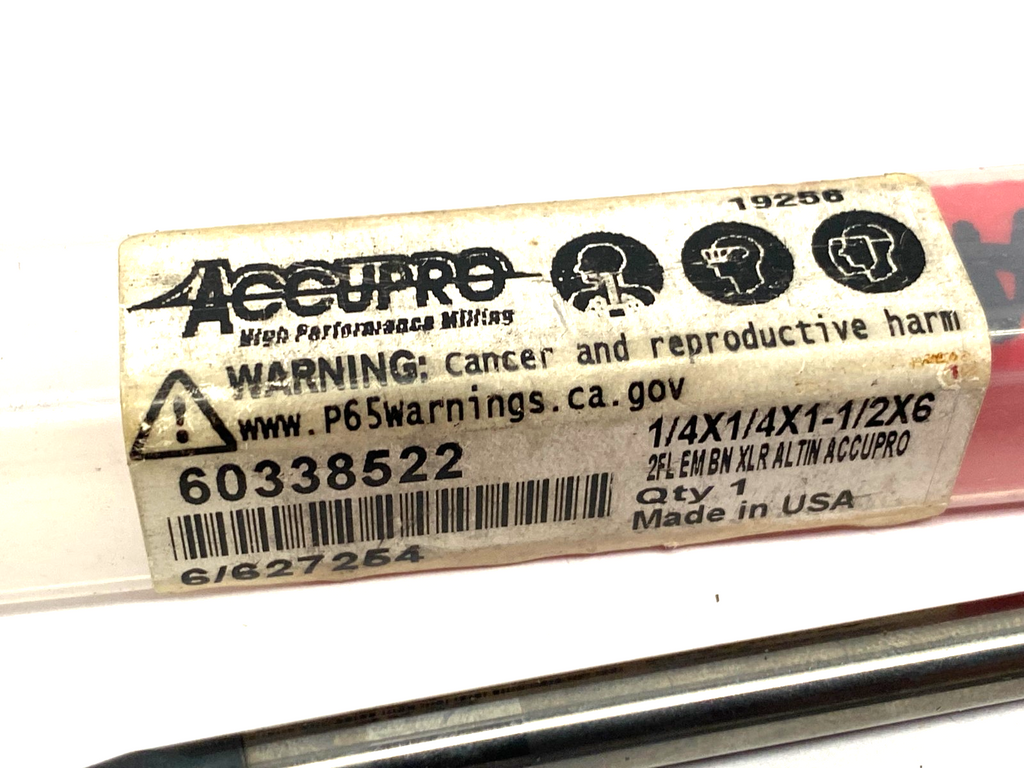 19256
ACCUPRO
High Performance Milling
WARNING: cancer and reproductive harm
www.P65warnings.ca.gov
60338522
1/4X1/4X1-1/2X6
2FL EM BN XLR ALTIN ACCUPRO
Qty 1
Made in USA
6/627254